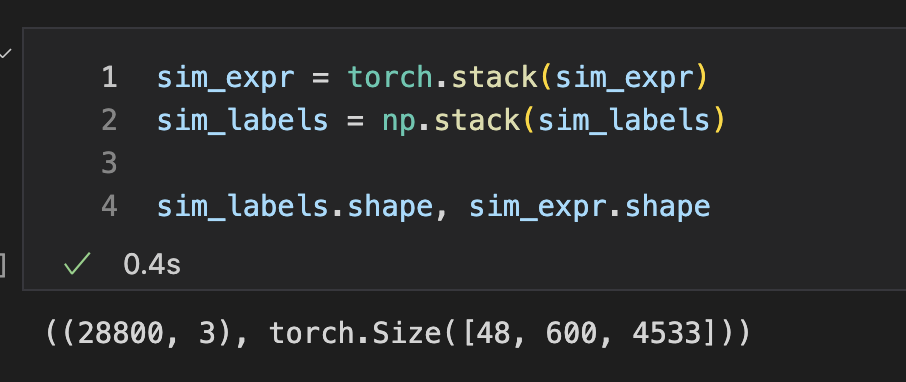 1 sim_expr = torch.stack(sim_expr)
2 sim_labels = np.stack(sim_labels)
3
4 sim_labels.shape, sim_expr.shape
] ✓ 0.4s
((28800, 3), torch.Size([48, 600, 4533]))